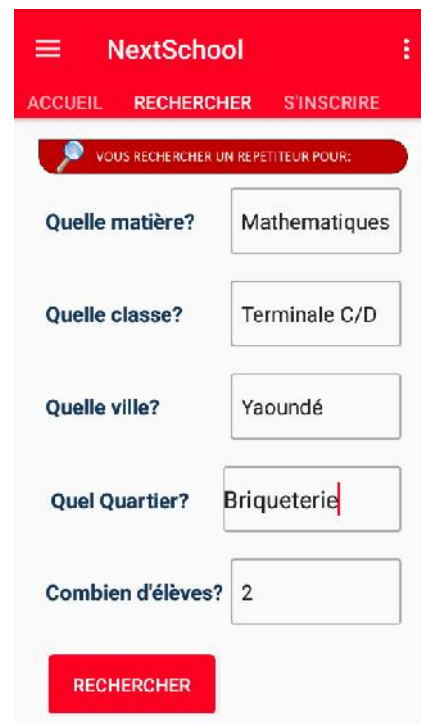 NextSchool
ACCUEIL RECHERCHER S'INSCRIRE
VOUS RECHERCHER UN REPETITEUR POUR:
Quelle matière? Mathematiques
Quelle classe? Terminale C/D
Quelle ville? Yaoundé
Quel Quartier? Briqueterie
Combien d'élèves? 2
RECHERCHER